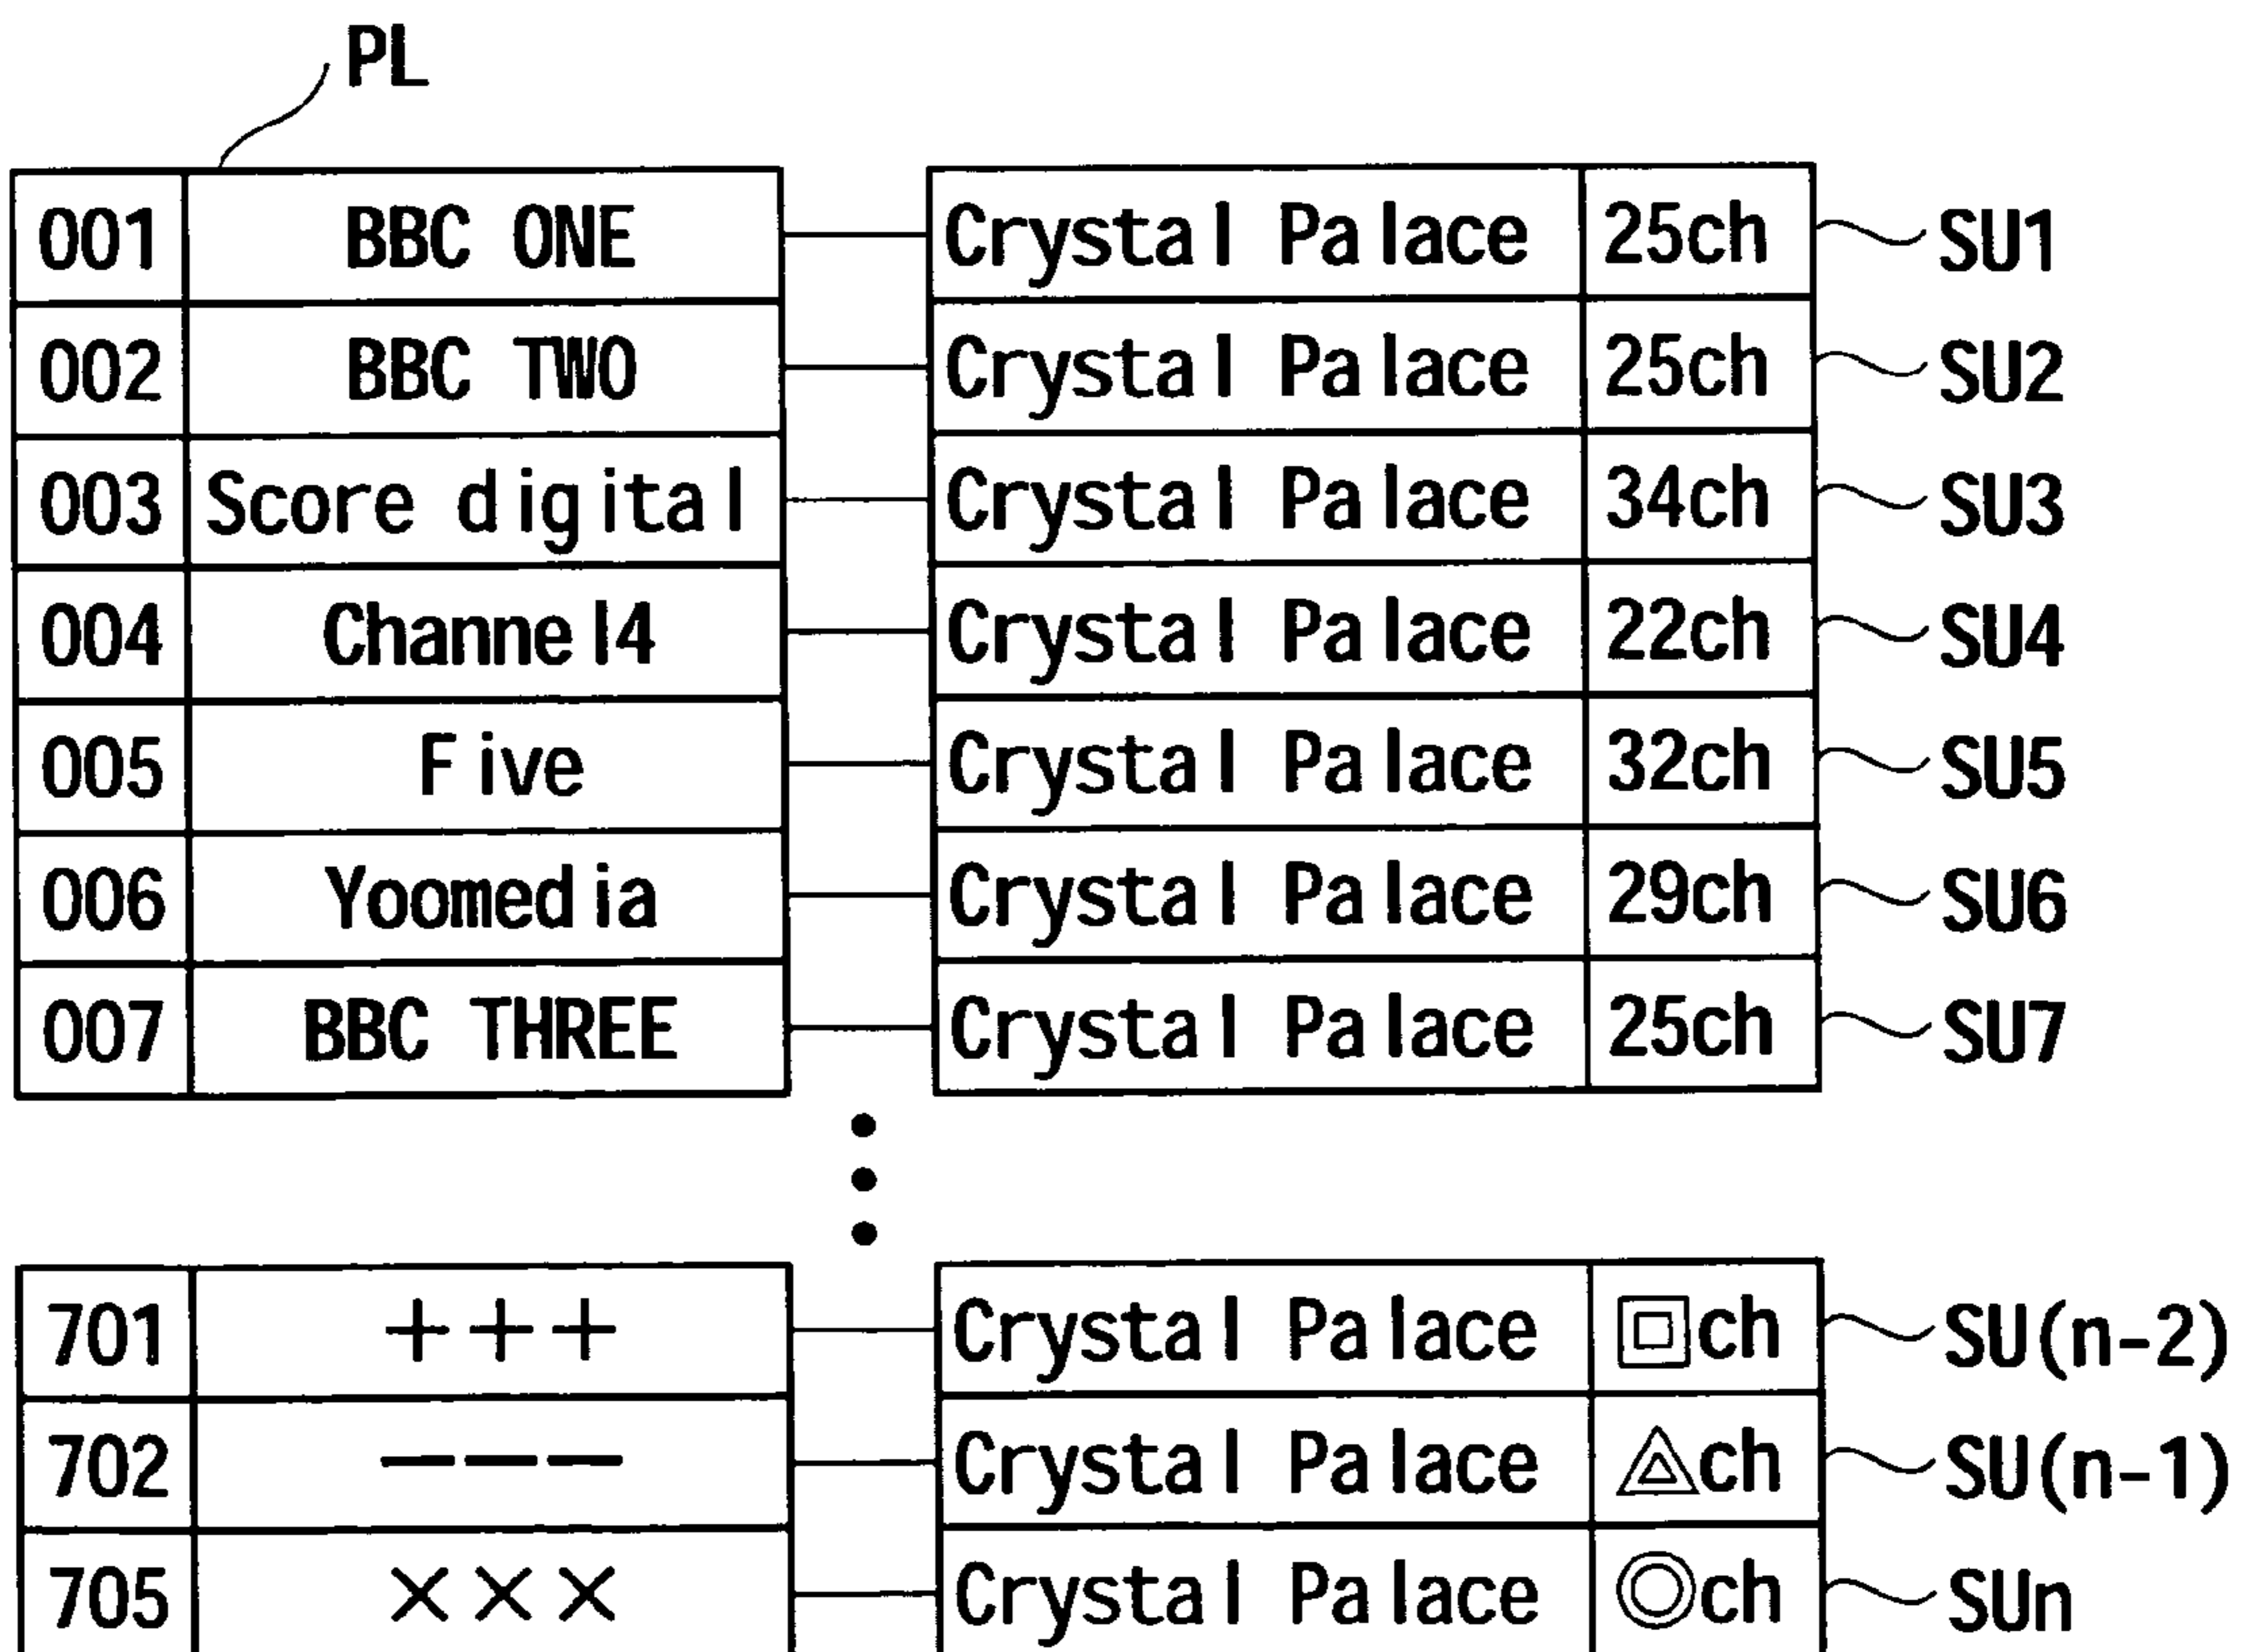 PL
001 BBC ONE Crystal Palace 25ch SU1
002 BBC TWO Crystal Palace 25ch SU2
003 Score digital Crystal Palace 34ch SU3
004 Channel4 Crystal Palace 22ch SU4
005 Five Crystal Palace 32ch SU5
006 Yoomedia Crystal Palace 29ch SU6
007 BBC THREE Crystal Palace 25ch SU7
701 +++ Crystal Palace ch SU(n-2)
702 --- Crystal Palace ch SU(n-1)
705 ××× Crystal Palace ◎ch SUn